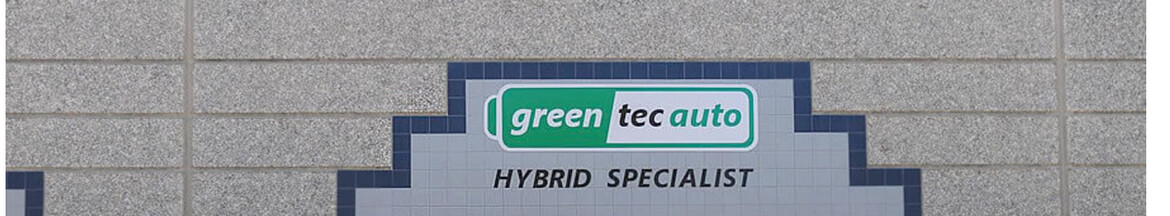 green tec auto
HYBRID SPECIALIST